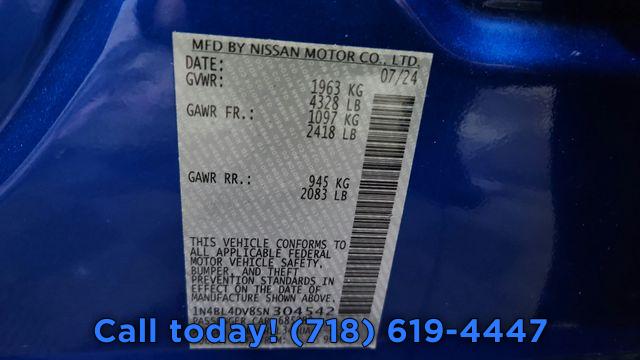 MFD BY NISSAN MOTOR CO., LTD.
DATE: 07/24
GVWR: 1963 KG
4328 LB
GAWR FR.: 1097 KG
2418 LB
GAWR RR.: 945 KG
2083 LB
THIS VEHICLE CONFORMS TO
ALL APPLICABLE FEDERAL
MOTOR VEHICLE SAFETY,
BUMPER, AND THEFT
PREVENTION STANDARDS IN
EFFECT ON THE DATE OF
MANUFACTURE SHOWN ABOVE.
1N4BL4DV8SN304542
PASSENGER CAR
Call today! (718) 619-4447